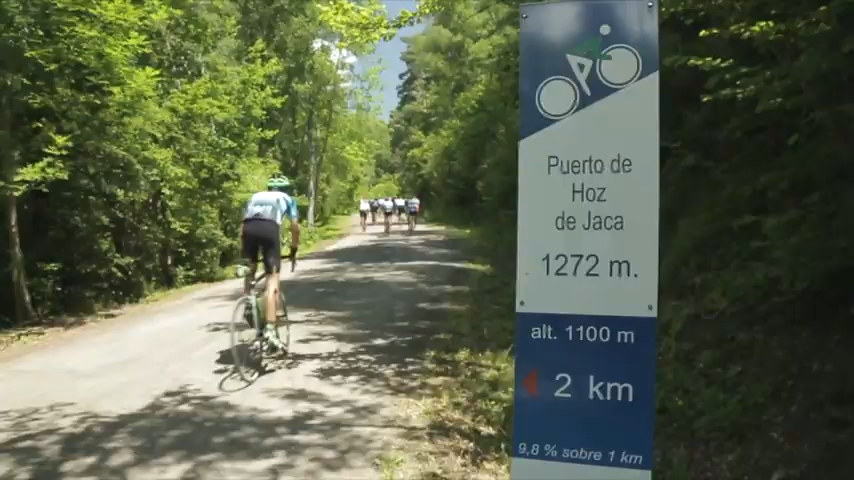 Puerto de
Hoz
de Jaca
1272 m.
alt. 1100 m
2 km
9,8 % sobre 1 km